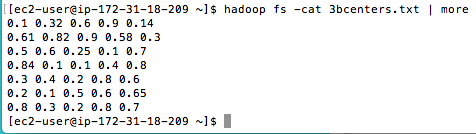 [ec2-user@ip-172-31-18-209 ~]$ hadoop fs -cat 3bcenters.txt | more
0.1 0.32 0.6 0.9 0.14
0.61 0.82 0.9 0.58 0.3
0.5 0.6 0.25 0.1 0.7
0.84 0.1 0.1 0.4 0.8
0.3 0.4 0.2 0.8 0.6
0.2 0.1 0.5 0.6 0.65
0.8 0.3 0.2 0.8 0.7
[ec2-user@ip-172-31-18-209 ~]$